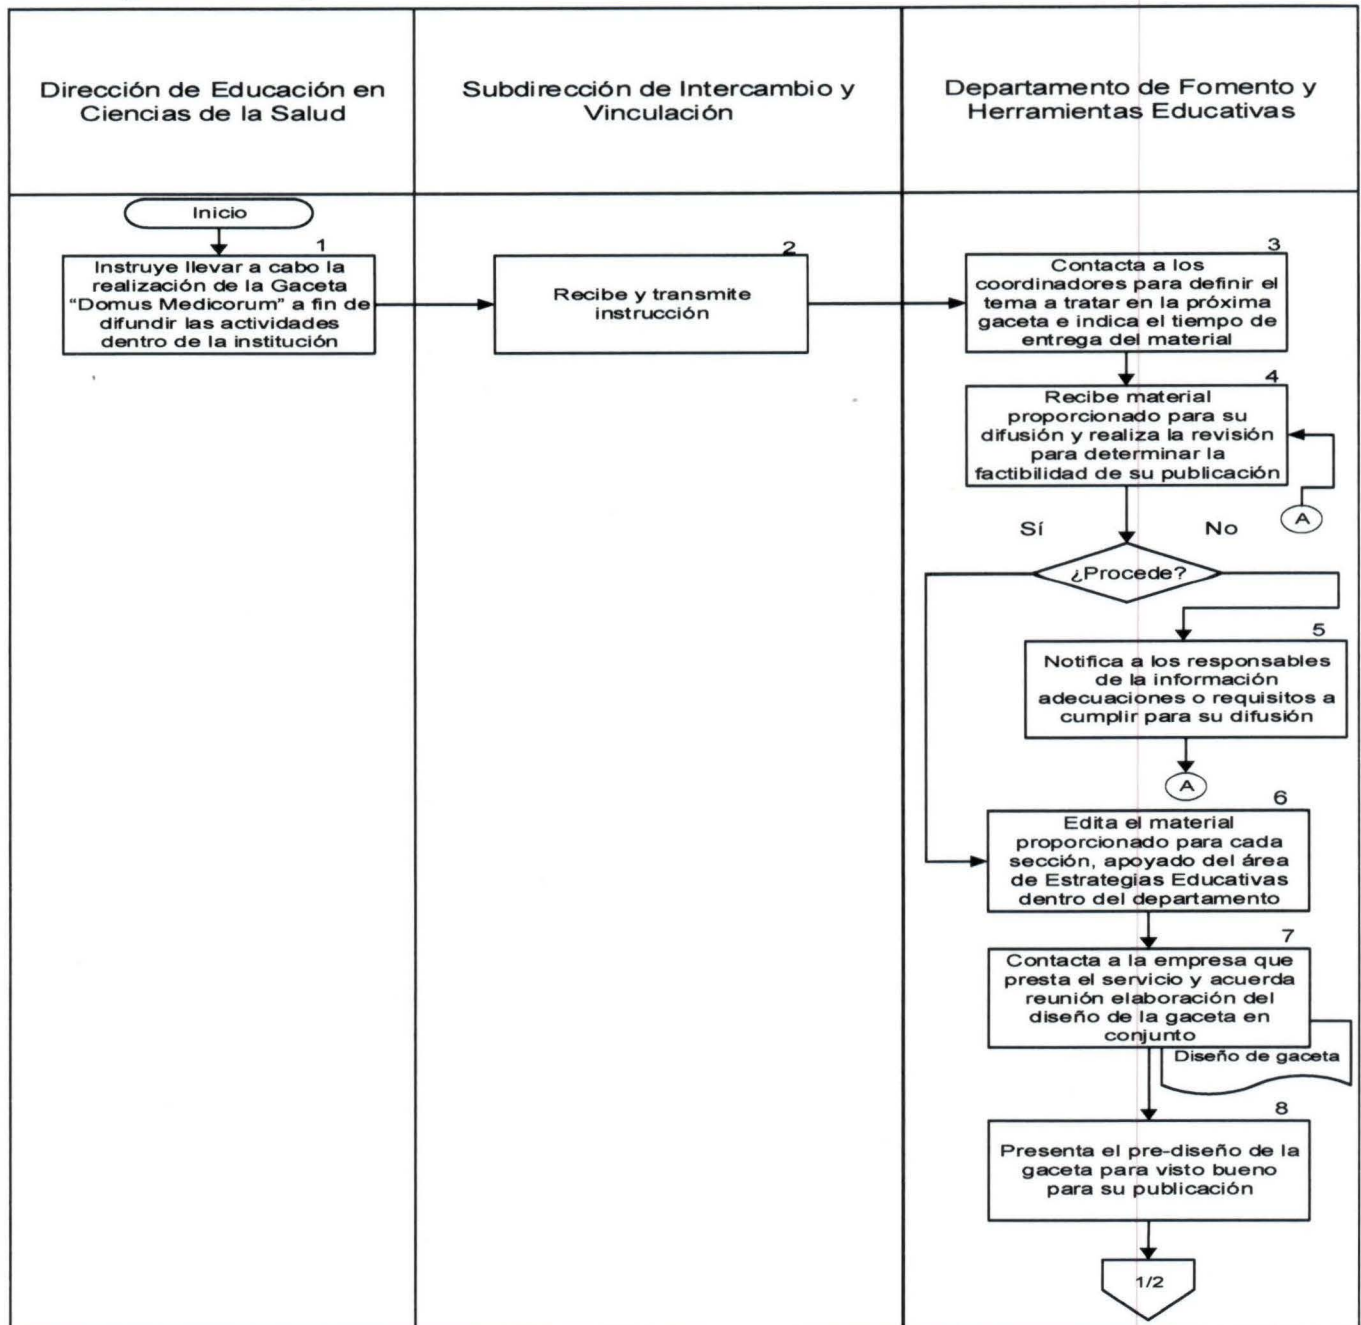 Dirección de Educación en
Ciencias de la Salud
Subdirección de Intercambio y
Vinculación
Departamento de Fomento y
Herramientas Educativas
Inicio
1
Instruye llevar a cabo la
realización de la Gaceta
“Domus Medicorum” a fin de
difundir las actividades
dentro de la institución
2
Recibe y transmite
instrucción
3
Contacta a los
coordinadores para definir el
tema a tratar en la próxima
gaceta e indica el tiempo de
entrega del material
4
Recibe material
proporcionado para su
difusión y realiza la revisión
para determinar la
factibilidad de su publicación
A
Sí
No
¿Procede?
5
Notifica a los responsables
de la información
adecuaciones o requisitos a
cumplir para su difusión
A
6
Edita el material
proporcionado para cada
sección, apoyado del área
de Estrategias Educativas
dentro del departamento
7
Contacta a la empresa que
presta el servicio y acuerda
reunión elaboración del
diseño de la gaceta en
conjunto
Diseño de gaceta
8
Presenta el pre-diseño de la
gaceta para visto bueno
para su publicación
1/2